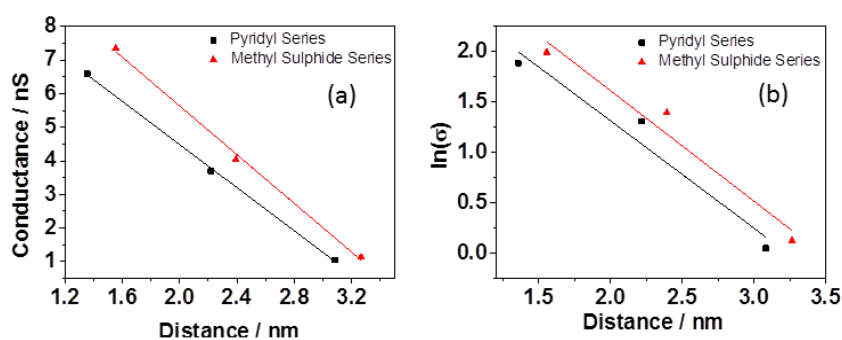 8
7
6
5
4
3
2
1
Conductance / nS
Pyridyl Series
Methyl Sulphide Series
(a)
1.2 1.6 2.0 2.4 2.8 3.2
Distance / nm
2.0
1.5
1.0
0.5
0.0
ln(σ)
Pyridyl Series
Methyl Sulphide Series
(b)
1.5 2.0 2.5 3.0 3.5
Distance / nm